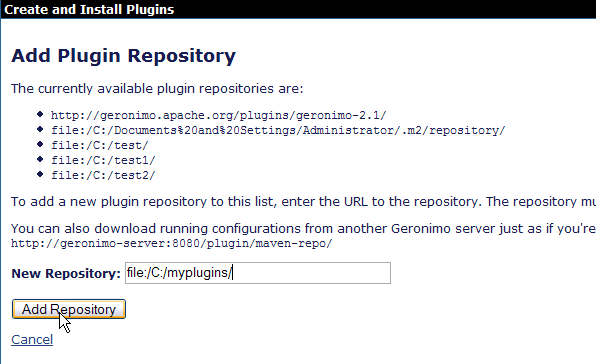 Create and Install Plugins
Add Plugin Repository
The currently available plugin repositories are:
http://geronimo.apache.org/plugins/geronimo-2.1/
file:/C:/Documents%20and%20Settings/Administrator/.m2/repository/
file:/C:/test/
file:/C:/test1/
file:/C:/test2/
To add a new plugin repository to this list, enter the URL to the repository. The repository mu
You can also download running configurations from another Geronimo server just as if you're
http://geronimo-server:8080/plugin/maven-repo/
New Repository: file:/C:/myplugins/
Add Repository
Cancel